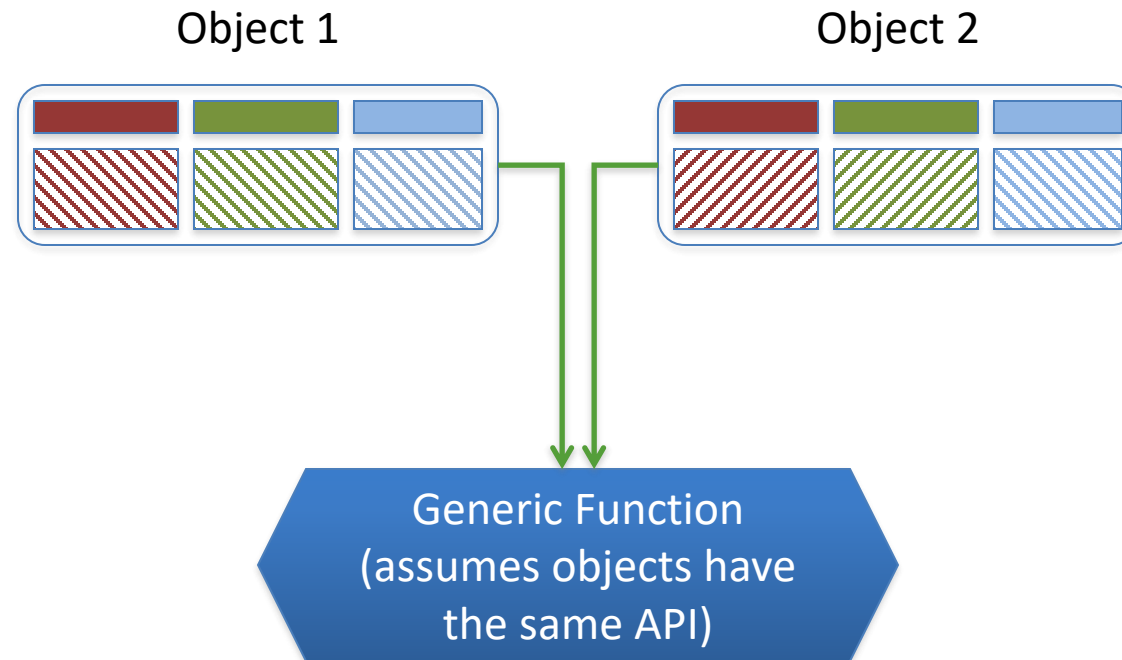 Object 1
Object 2
Generic Function
(assumes objects have
the same API)